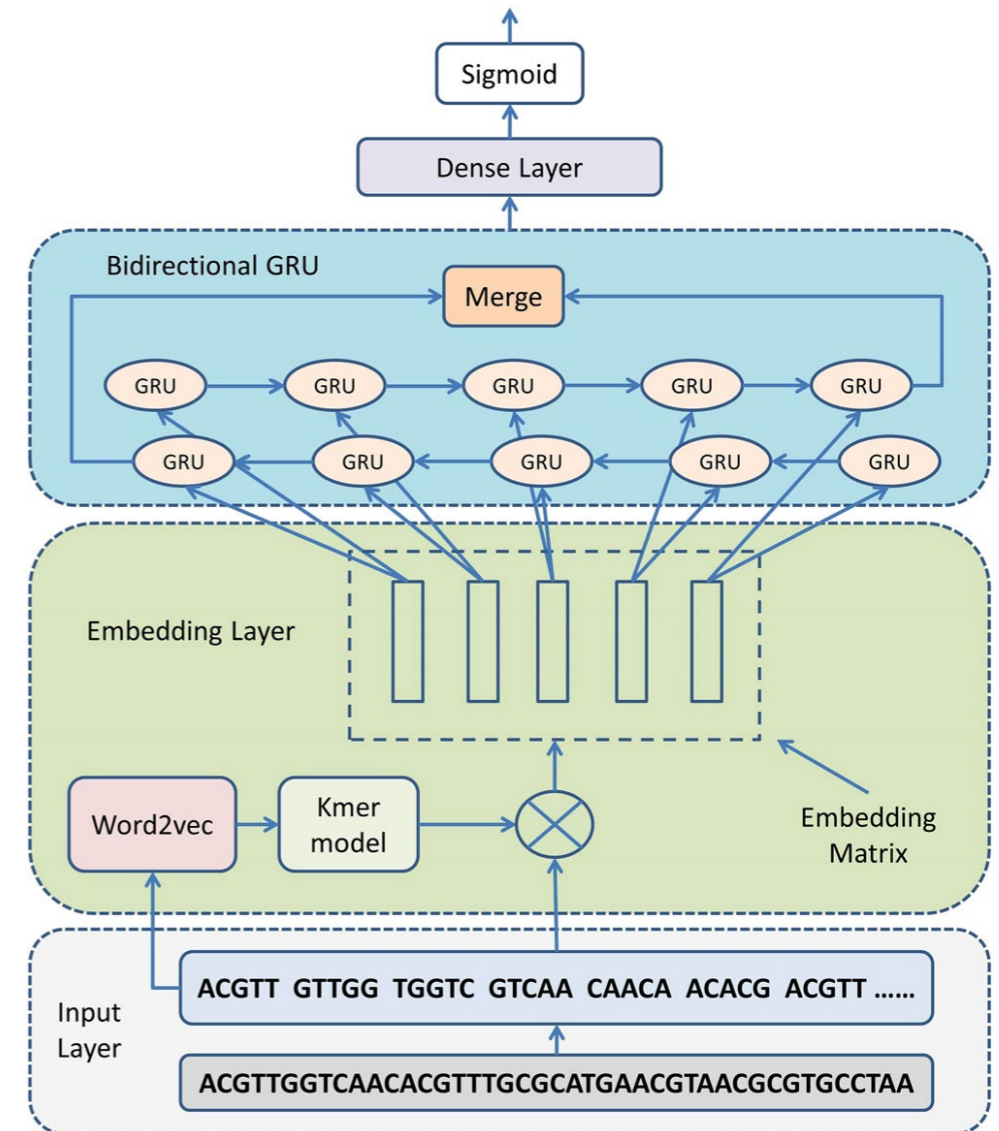 Sigmoid
Dense Layer
Bidirectional GRU
Merge
GRU GRU GRU GRU GRU
GRU GRU GRU GRU GRU
Embedding Layer
Word2vec
Kmer
model
Embedding
Matrix
Input
Layer
ACGTT GTTGG TGGTC GTCAA CAACA ACACG ACGTT ......
ACGTTGGTCAACACGTTTGCGCATGAACGTAACGCGTGCCTAA